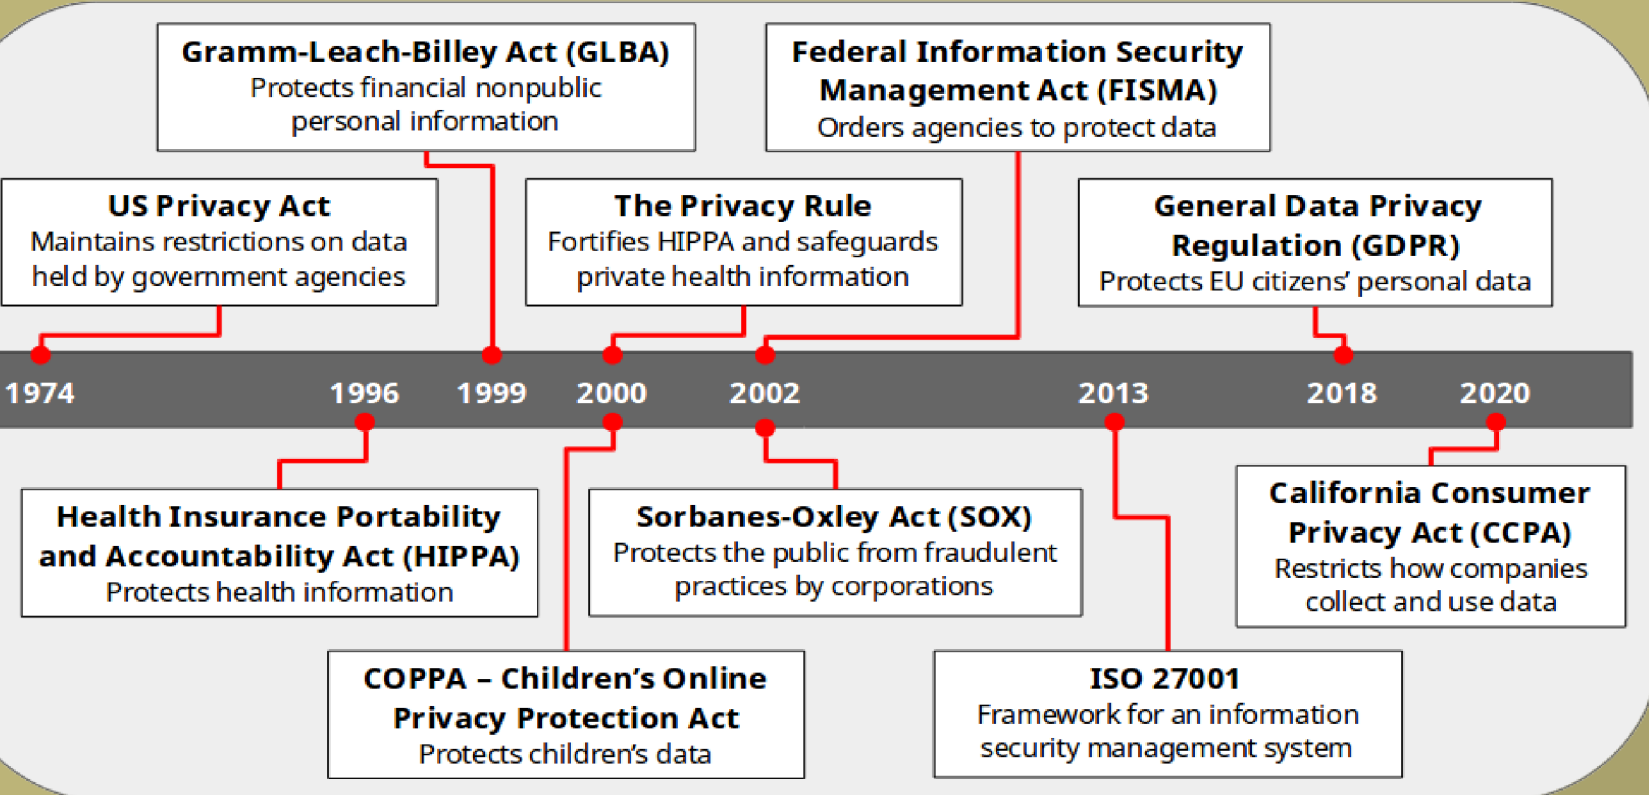 Gramm-Leach-Billey Act (GLBA)
Protects financial nonpublic
personal information
Federal Information Security
Management Act (FISMA)
Orders agencies to protect data
US Privacy Act
Maintains restrictions on data
held by government agencies
The Privacy Rule
Fortifies HIPPA and safeguards
private health information
General Data Privacy
Regulation (GDPR)
Protects EU citizens’ personal data
1974 1996 1999 2000 2002 2013 2018 2020
Health Insurance Portability
and Accountability Act (HIPPA)
Protects health information
Sorbanes-Oxley Act (SOX)
Protects the public from fraudulent
practices by corporations
California Consumer
Privacy Act (CCPA)
Restricts how companies
collect and use data
COPPA – Children’s Online
Privacy Protection Act
Protects children’s data
ISO 27001
Framework for an information
security management system